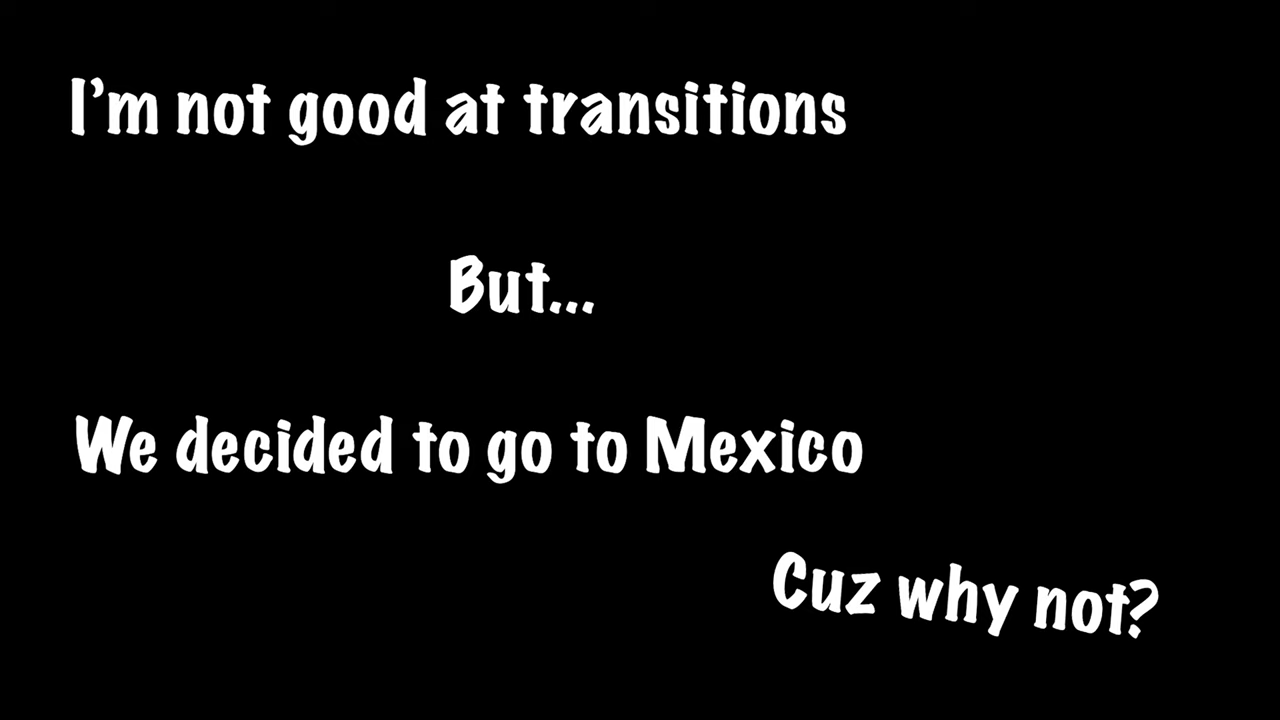 I'm not good at transitions
But...
We decided to go to Mexico
Cuz why not?